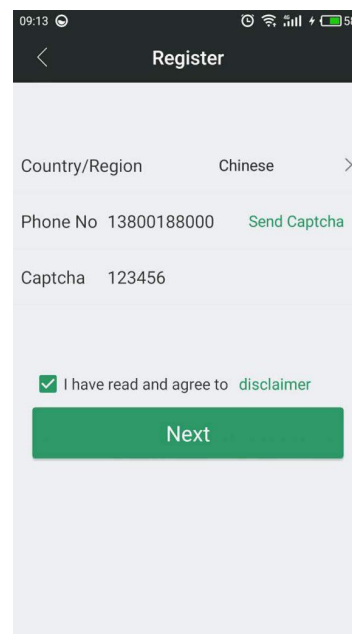 09:13 58
Register
Country/Region Chinese
Phone No 13800188000 Send Captcha
Captcha 123456
I have read and agree to disclaimer
Next